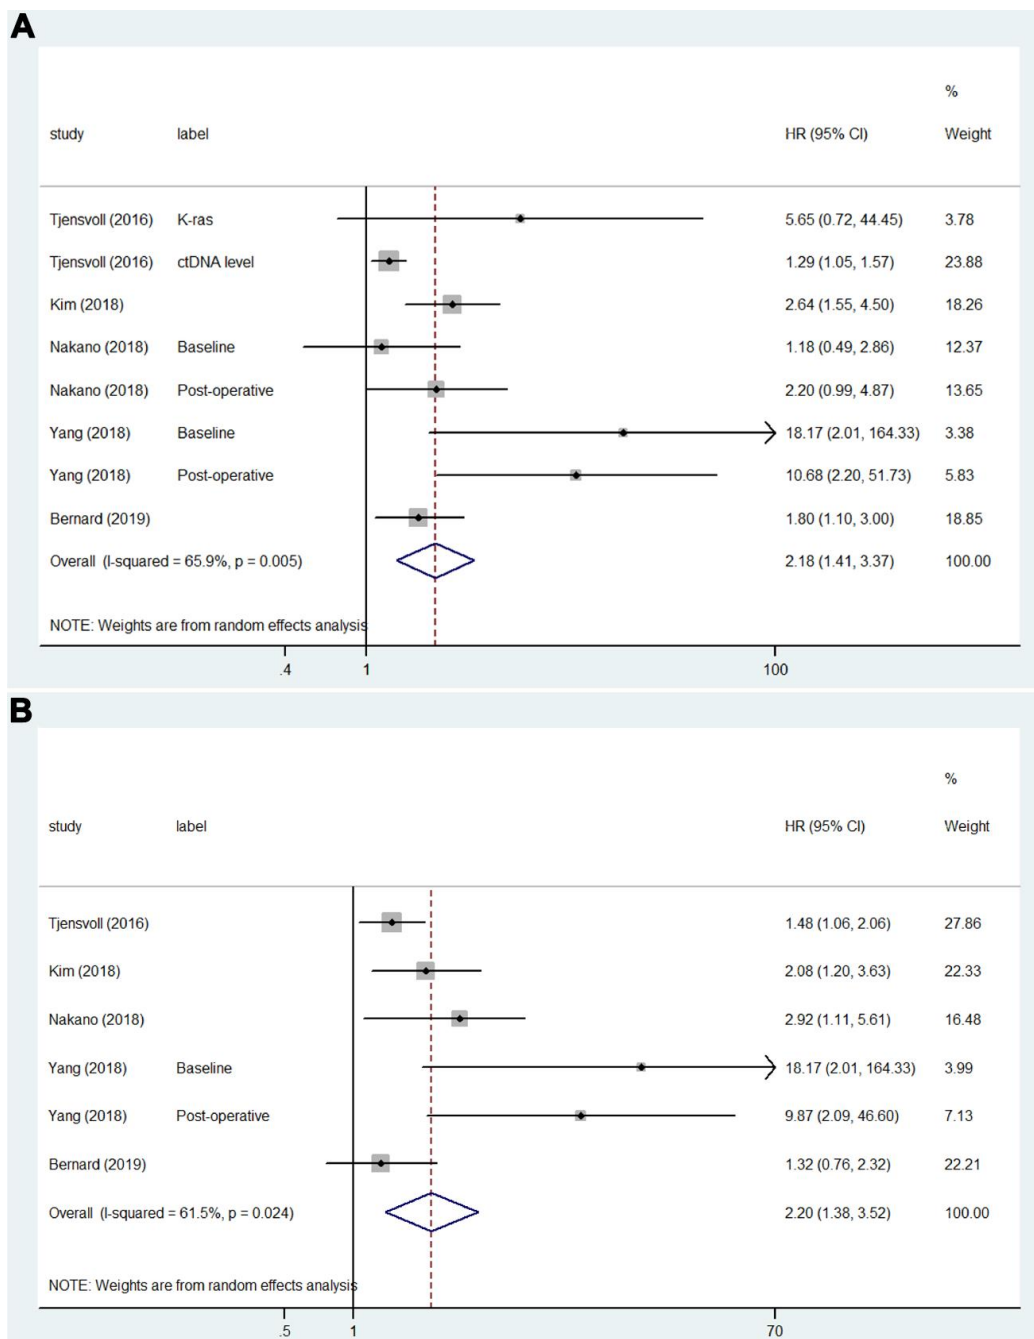 A
%
study label HR (95% CI) Weight
Tjensvoll (2016) K-ras 5.65 (0.72, 44.45) 3.78
Tjensvoll (2016) ctDNA level 1.29 (1.05, 1.57) 23.88
Kim (2018) 2.64 (1.55, 4.50) 18.26
Nakano (2018) Baseline 1.18 (0.49, 2.86) 12.37
Nakano (2018) Post-operative 2.20 (0.99, 4.87) 13.65
Yang (2018) Baseline 18.17 (2.01, 164.33) 3.38
Yang (2018) Post-operative 10.68 (2.20, 51.73) 5.83
Bernard (2019) 1.80 (1.10, 3.00) 18.85
Overall (I-squared = 65.9%, p = 0.005) 2.18 (1.41, 3.37) 100.00
NOTE: Weights are from random effects analysis
.4 1 100
B
%
study label HR (95% CI) Weight
Tjensvoll (2016) 1.48 (1.06, 2.06) 27.86
Kim (2018) 2.08 (1.20, 3.63) 22.33
Nakano (2018) 2.92 (1.11, 5.61) 16.48
Yang (2018) Baseline 18.17 (2.01, 164.33) 3.99
Yang (2018) Post-operative 9.87 (2.09, 46.60) 7.13
Bernard (2019) 1.32 (0.76, 2.32) 22.21
Overall (I-squared = 61.5%, p = 0.024) 2.20 (1.38, 3.52) 100.00
NOTE: Weights are from random effects analysis
.5 1 70